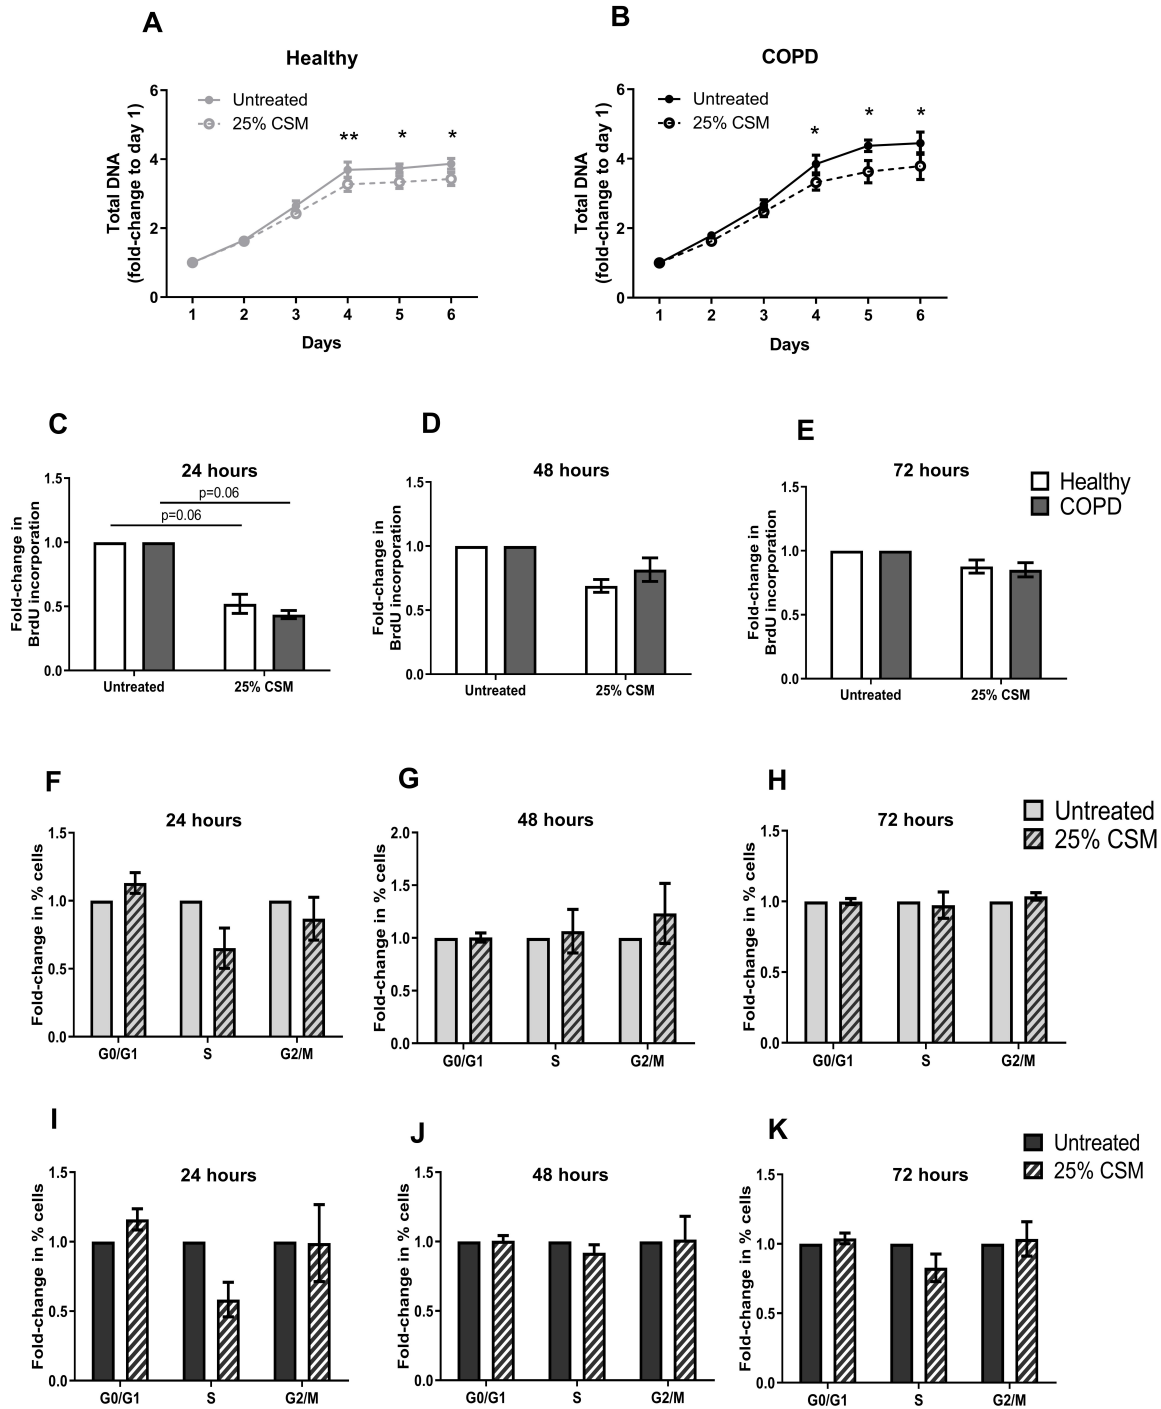 A
Healthy
Total DNA
(fold-change to day 1)
6
4
2
0
Untreated
25% CSM
** * *
1 2 3 4 5 6
Days
B
COPD
Total DNA
(fold-change to day 1)
6
4
2
0
Untreated
25% CSM
* * *
1 2 3 4 5 6
Days
C
24 hours
Fold-change in
BrdU incorporation
1.5
1.0
0.5
0.0
p=0.06
p=0.06
Untreated 25% CSM
D
48 hours
Fold-change in
BrdU incorporation
1.5
1.0
0.5
0.0
Untreated 25% CSM
E
72 hours
Fold-change in
BrdU incorporation
1.5
1.0
0.5
0.0
Untreated 25% CSM
Healthy
COPD
F
24 hours
Fold-change in % cells
1.5
1.0
0.5
0.0
G0/G1 S G2/M
G
48 hours
Fold-change in % cells
2.0
1.5
1.0
0.5
0.0
G0/G1 S G2/M
H
72 hours
Fold-change in % cells
1.5
1.0
0.5
0.0
G0/G1 S G2/M
Untreated
25% CSM
I
24 hours
Fold-change in % cells
1.5
1.0
0.5
0.0
G0/G1 S G2/M
J
48 hours
Fold-change in % cells
1.5
1.0
0.5
0.0
G0/G1 S G2/M
K
72 hours
Fold-change in % cells
1.5
1.0
0.5
0.0
G0/G1 S G2/M
Untreated
25% CSM